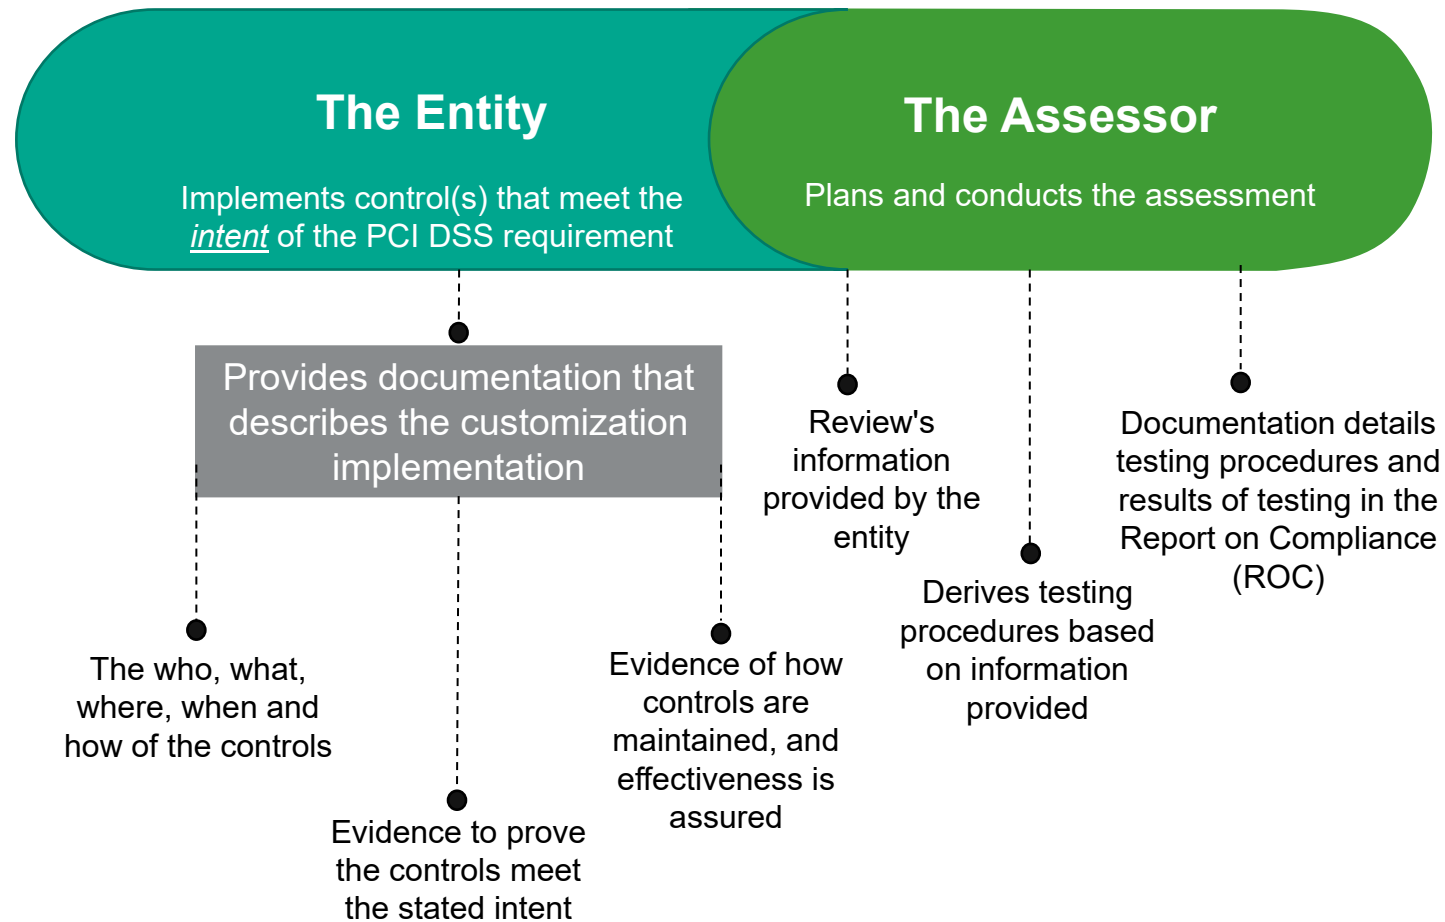 The Entity
Implements control(s) that meet the
intent of the PCI DSS requirement
The Assessor
Plans and conducts the assessment
Provides documentation that
describes the customization
implementation
The who, what,
where, when and
how of the controls
Evidence to prove
the controls meet
the stated intent
Evidence of how
controls are
maintained, and
effectiveness is
assured
Review's
information
provided by the
entity
Derives testing
procedures based
on information
provided
Documentation details
testing procedures and
results of testing in the
Report on Compliance
(ROC)